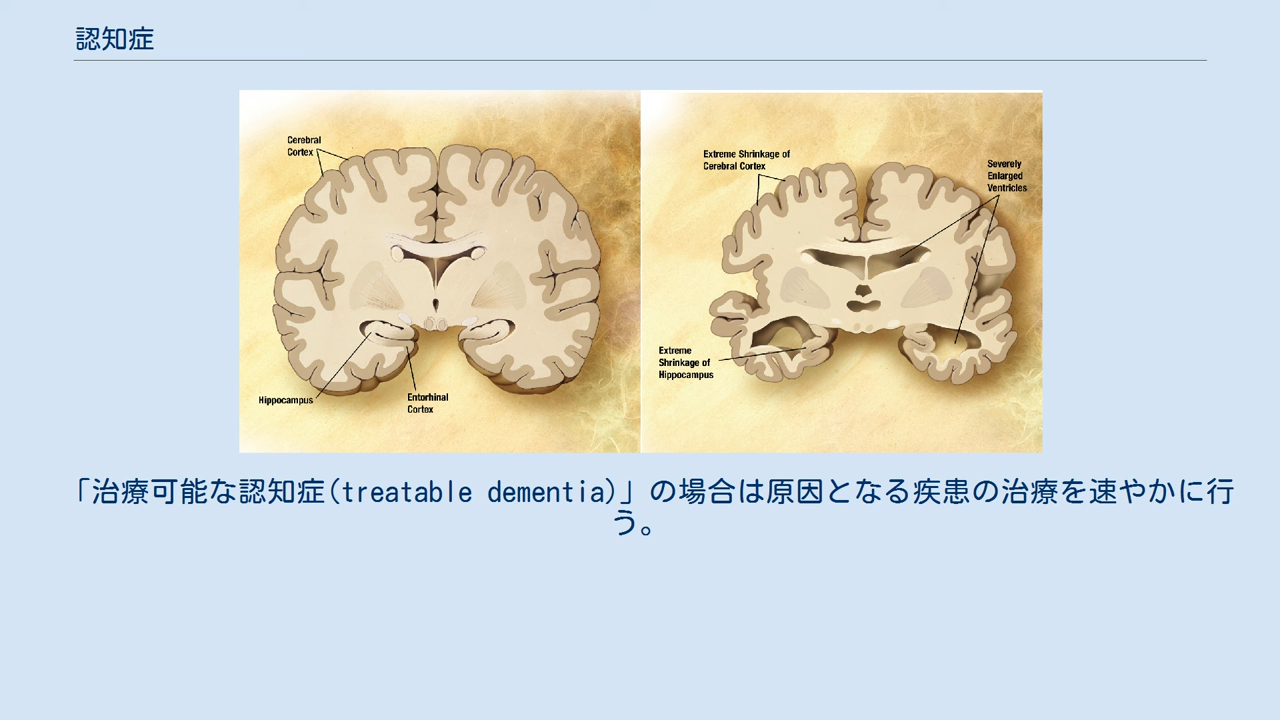 認知症
Cerebral
Cortex
Hippocampus
Entorhinal
Cortex
Extreme Shrinkage of
Cerebral Cortex
Severely
Enlarged
Ventricles
Extreme
Shrinkage of
Hippocampus
「治療可能な認知症(treatable dementia)」の場合は原因となる疾患の治療を速やかに行
う。